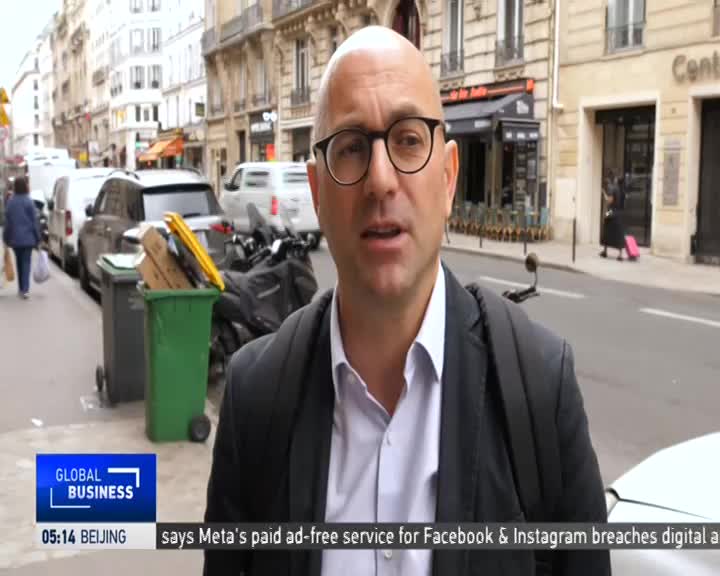 Cent
GLOBAL
BUSINESS
05:14 BEIJING
says Meta's paid ad-free service for Facebook & Instagram breaches digital a